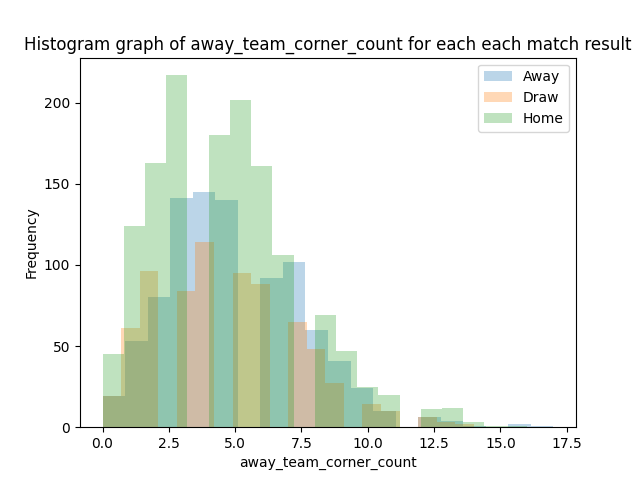 Histogram graph of away_team_corner_count for each each match result
Away
Draw
Home
Frequency
200
150
100
50
0
0.0 2.5 5.0 7.5 10.0 12.5 15.0 17.5
away_team_corner_count